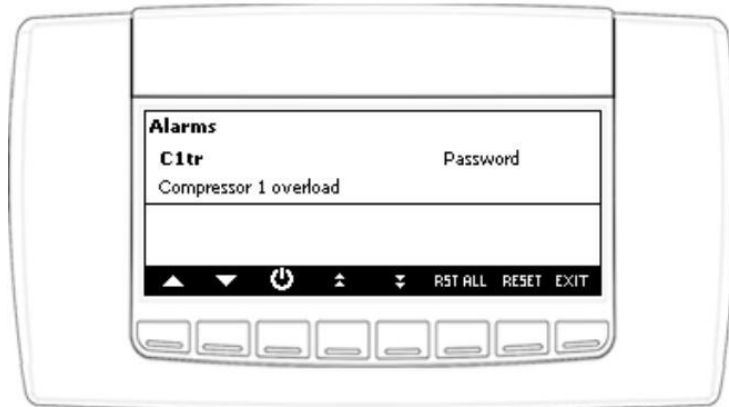 Alarms
C1tr Password
Compressor 1 overload
RST ALL RESET EXIT